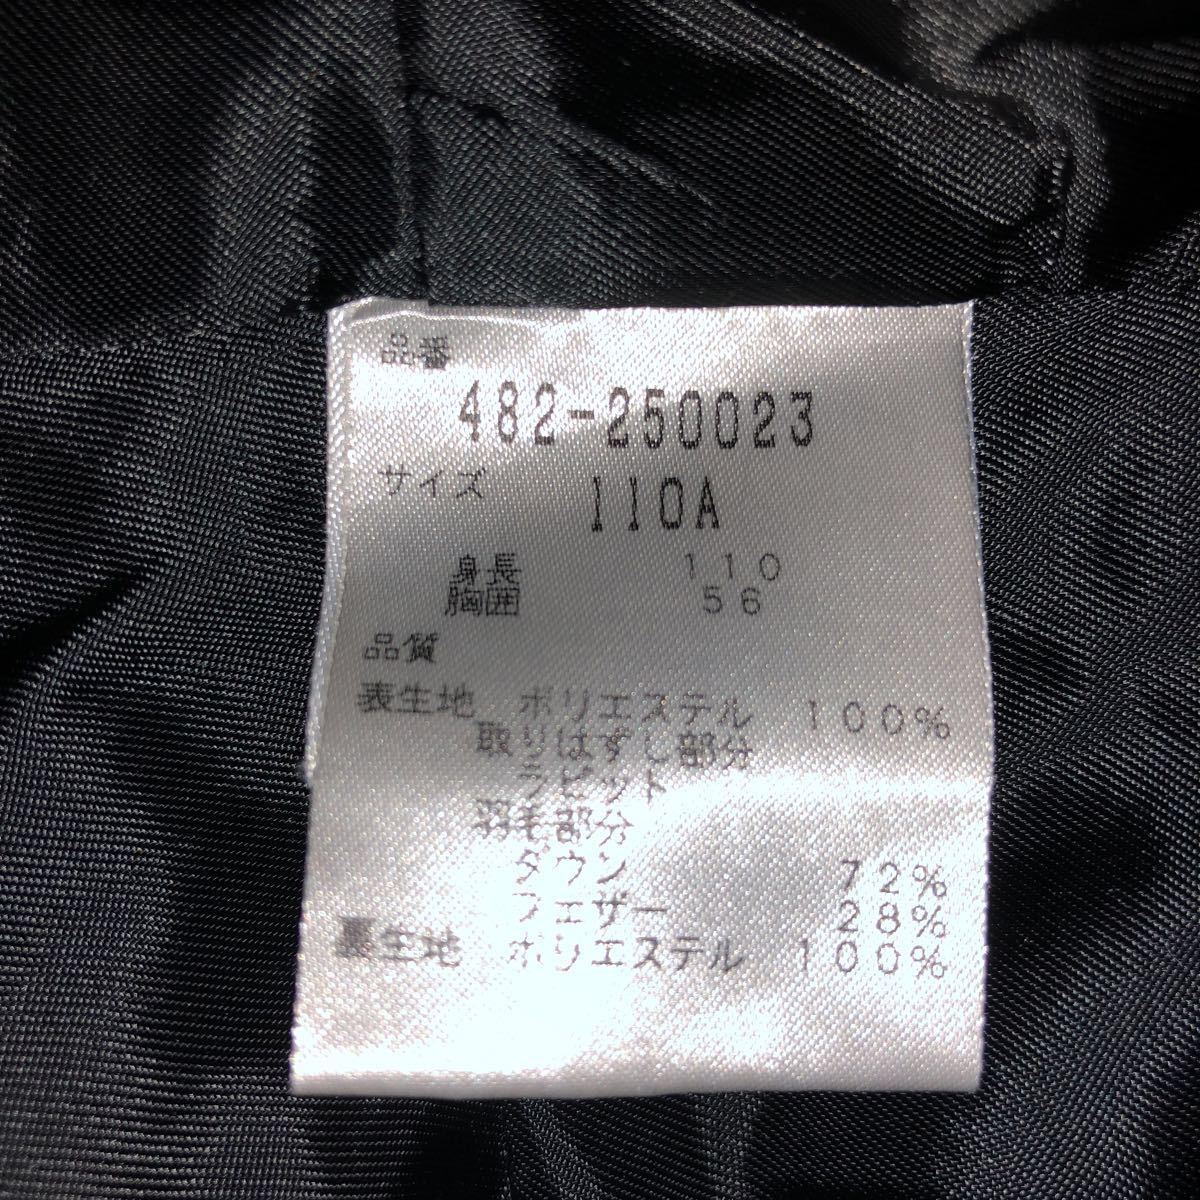 品番
482-250023
サイズ 110A
身長 110
胸囲 56
品質
表生地 ポリエステル 100%
取りはずし部分
ラビット
羽毛部分
ダウン 72%
フェザー 28%
裏生地 ポリエステル 100%